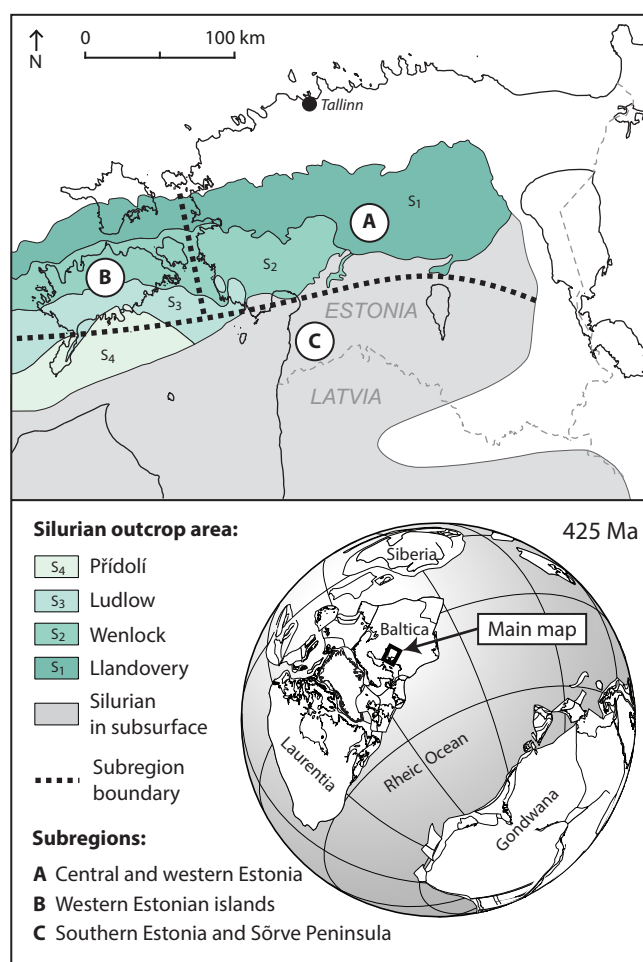 N
0 100 km
Tallinn
A
S1
B
S2
S3
ESTONIA
C
S4
LATVIA
Silurian outcrop area:
S4 Přídolí
S3 Ludlow
S2 Wenlock
S1 Llandovery
Silurian
in subsurface
Subregion
boundary
Subregions:
A Central and western Estonia
B Western Estonian islands
C Southern Estonia and Sõrve Peninsula
425 Ma
Siberia
Baltica
Main map
Laurentia
Rheic Ocean
Gondwana